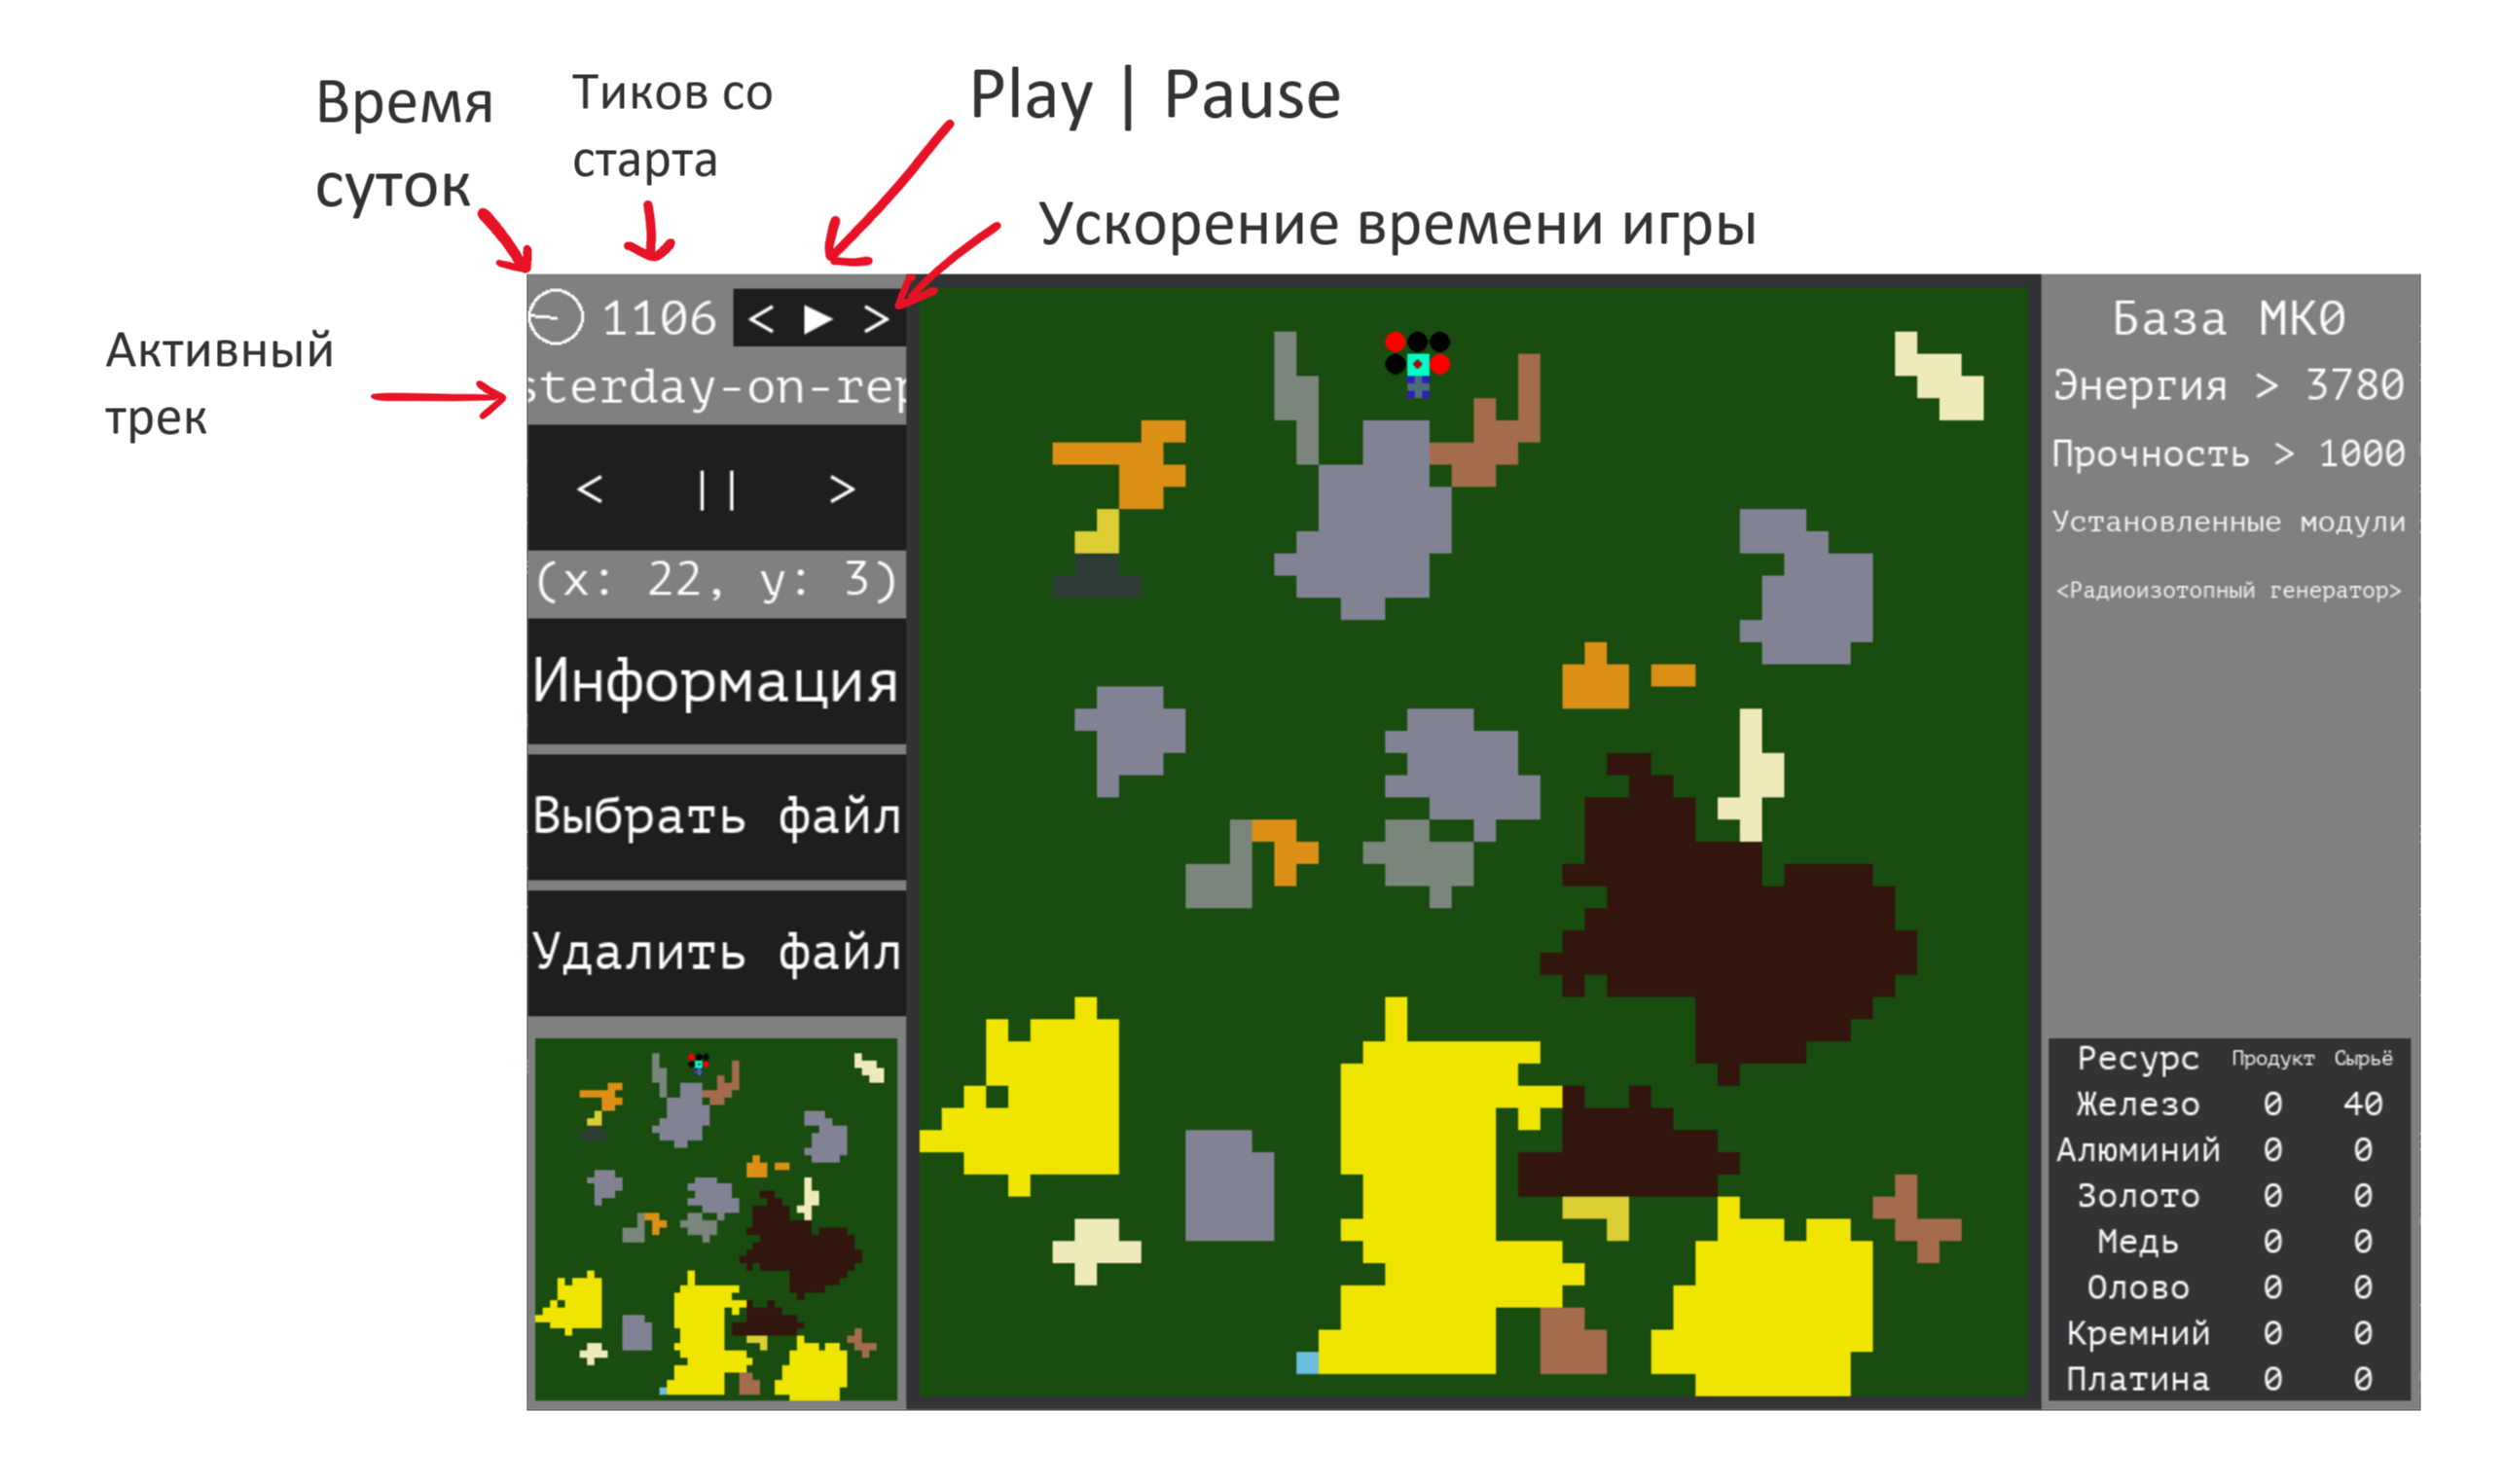 Время
суток
Тиков со
старта
Play | Pause
Ускорение времени игры
Активный
трек
1106 < ▶ >
sterday-on-rep
< || >
(x: 22, y: 3)
Информация
Выбрать файл
Удалить файл
База МК0
Энергия > 3780
Прочность > 1000
Установленные модули
<Радиоизотопный генератор>
Ресурс Продукт Сырьё
Железо 0 40
Алюминий 0 0
Золото 0 0
Медь 0 0
Олово 0 0
Кремний 0 0
Платина 0 0